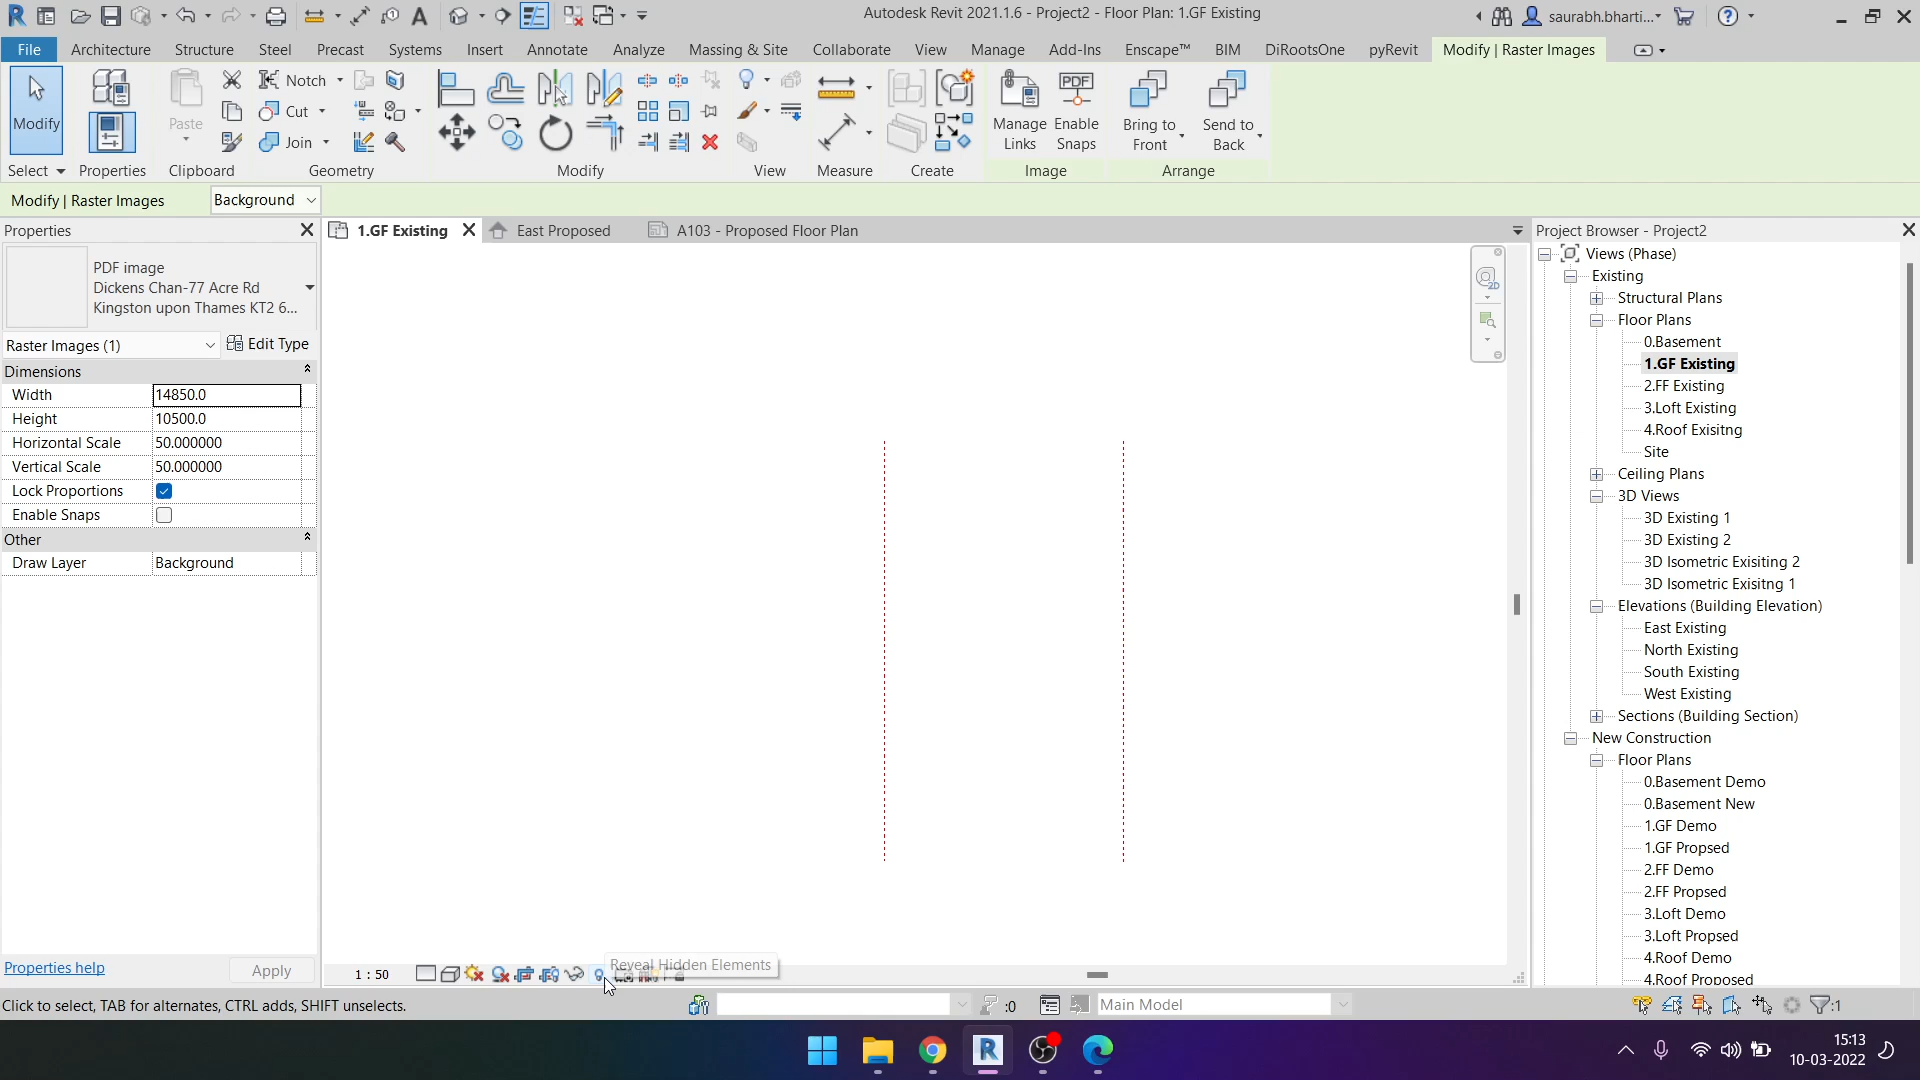 Autodesk Revit 2021.1.6 - Project2 - Floor Plan: 1.GF Existing
saurabh.bharti...
File Architecture Structure Steel Precast Systems Insert Annotate Analyze Massing & Site Collaborate View Manage Add-Ins Enscape™ BIM DiRootsOne pyRevit Modify | Raster Images
Modify
Paste
Notch
Cut
Join
Manage Links
Enable Snaps
Bring to Front
Send to Back
PDF
Select Properties Clipboard Geometry Modify View Measure Create Image Arrange
Modify | Raster Images Background
Properties
1.GF Existing
East Proposed
A103 - Proposed Floor Plan
Project Browser - Project2
PDF image
Dickens Chan-77 Acre Rd
Kingston upon Thames KT2 6...
Raster Images (1)
Edit Type
Dimensions
Width 14850.0
Height 10500.0
Horizontal Scale 50.000000
Vertical Scale 50.000000
Lock Proportions
Enable Snaps
Other
Draw Layer Background
Properties help
Apply
2D
Views (Phase)
Existing
Structural Plans
Floor Plans
0.Basement
1.GF Existing
2.FF Existing
3.Loft Existing
4.Roof Exisitng
Site
Ceiling Plans
3D Views
3D Existing 1
3D Existing 2
3D Isometric Exisiting 2
3D Isometric Exisitng 1
Elevations (Building Elevation)
East Existing
North Existing
South Existing
West Existing
Sections (Building Section)
New Construction
Floor Plans
0.Basement Demo
0.Basement New
1.GF Demo
1.GF Propsed
2.FF Demo
2.FF Propsed
3.Loft Demo
3.Loft Propsed
4.Roof Demo
4.Roof Proposed
1 : 50
Reveal Hidden Elements
Click to select, TAB for alternates, CTRL adds, SHIFT unselects.
:0
Main Model
:1
15:13
10-03-2022